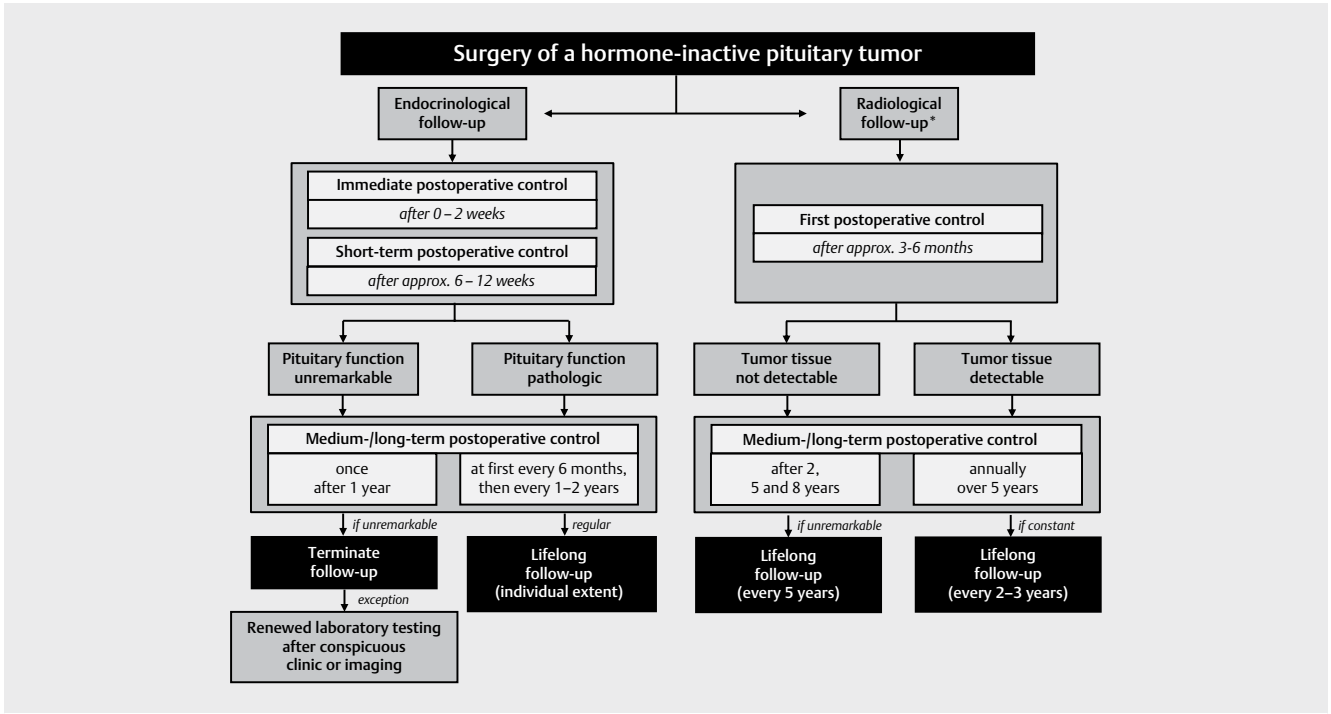 Surgery of a hormone-inactive pituitary tumor
Endocrinological
follow-up
Radiological
follow-up*
Immediate postoperative control
after 0 – 2 weeks
Short-term postoperative control
after approx. 6 – 12 weeks
First postoperative control
after approx. 3-6 months
Pituitary function
unremarkable
Pituitary function
pathologic
Tumor tissue
not detectable
Tumor tissue
detectable
Medium-/long-term postoperative control
once
after 1 year
at first every 6 months,
then every 1–2 years
Medium-/long-term postoperative control
after 2,
5 and 8 years
annually
over 5 years
if unremarkable
regular
if unremarkable
if constant
Terminate
follow-up
Lifelong
follow-up
(individual extent)
Lifelong
follow-up
(every 5 years)
Lifelong
follow-up
(every 2–3 years)
exception
Renewed laboratory testing
after conspicuous
clinic or imaging